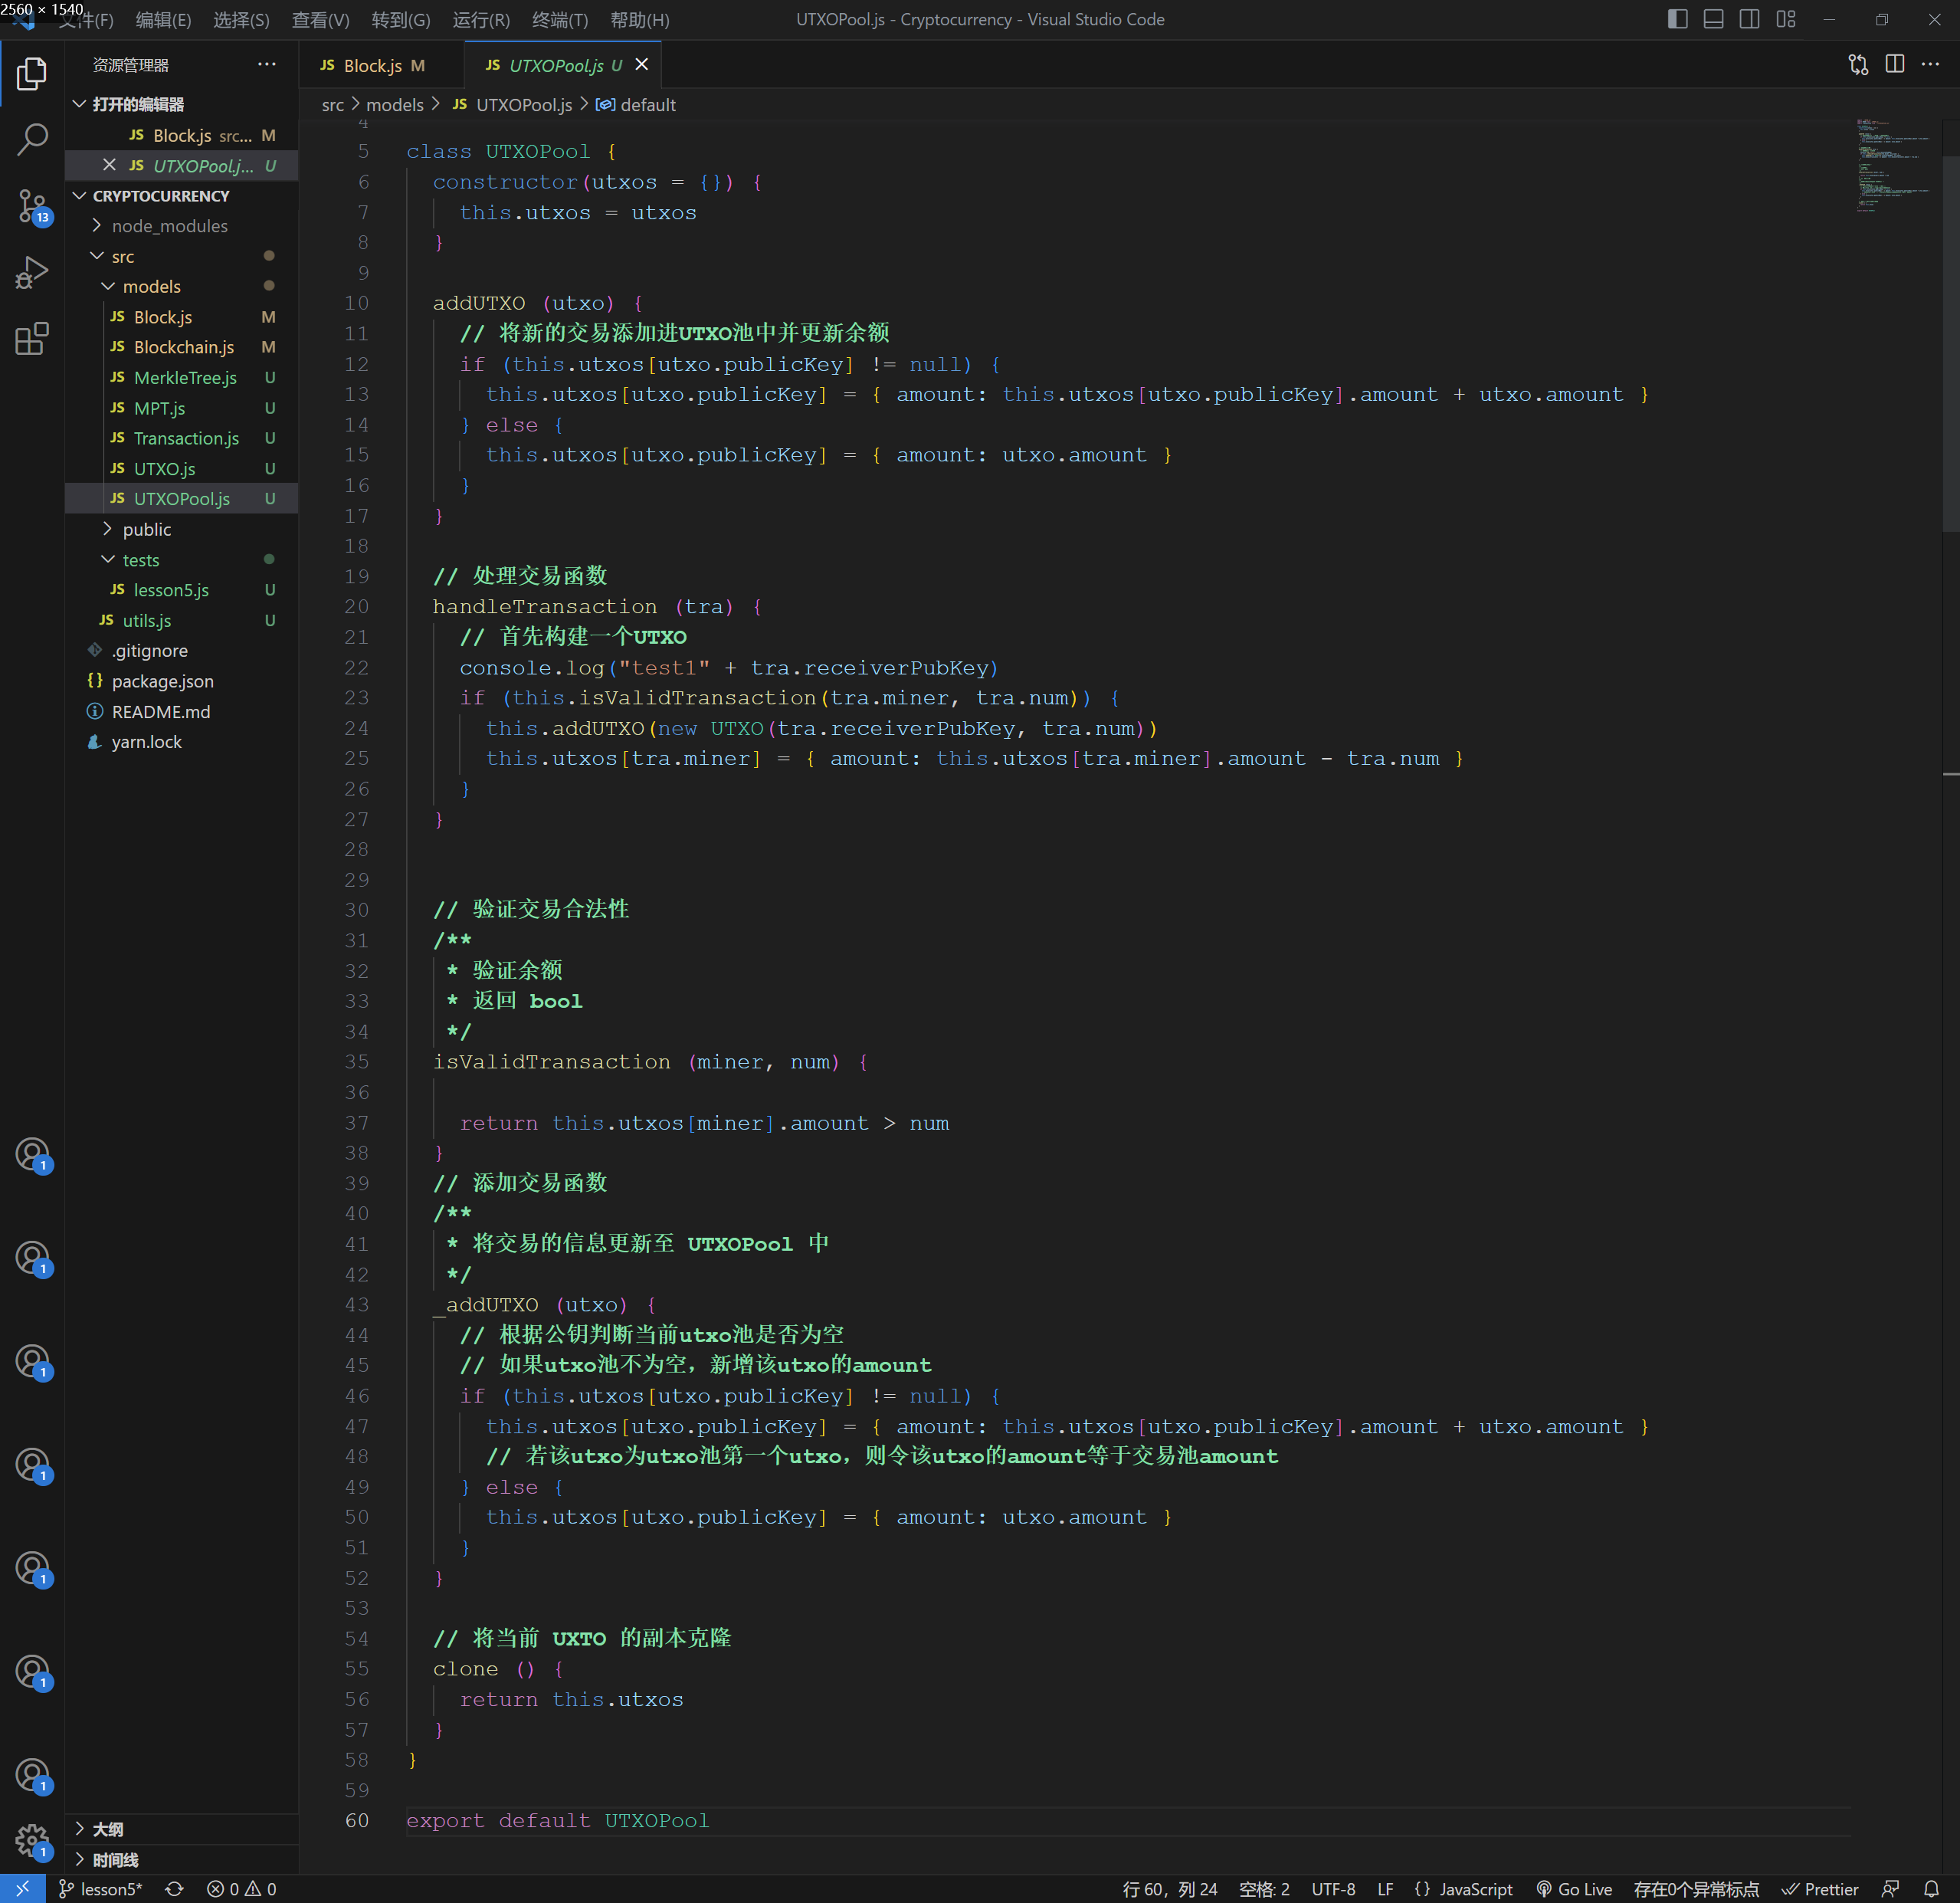 2560 × 1540
文件(F) 编辑(E) 选择(S) 查看(V) 转到(G) 运行(R) 终端(T) 帮助(H) UTXOPool.js - Cryptocurrency - Visual Studio Code
资源管理器
打开的编辑器
JS Block.js src... M
JS UTXOPool.j... U
CRYPTOCURRENCY
node_modules
src
models
JS Block.js M
JS Blockchain.js M
JS MerkleTree.js U
JS MPT.js U
JS Transaction.js U
JS UTXO.js U
JS UTXOPool.js U
public
tests
JS lesson5.js U
JS utils.js U
.gitignore
{} package.json
README.md
yarn.lock
大纲
时间线
13
1
1
1
1
1
1
1
1
JS Block.js M JS UTXOPool.js U
src > models > JS UTXOPool.js > default
4
5 class UTXOPool {
6 constructor(utxos = {}) {
7 this.utxos = utxos
8 }
9
10 addUTXO (utxo) {
11 // 将新的交易添加进UTXO池中并更新余额
12 if (this.utxos[utxo.publicKey] != null) {
13 this.utxos[utxo.publicKey] = { amount: this.utxos[utxo.publicKey].amount + utxo.amount }
14 } else {
15 this.utxos[utxo.publicKey] = { amount: utxo.amount }
16 }
17 }
18
19 // 处理交易函数
20 handleTransaction (tra) {
21 // 首先构建一个UTXO
22 console.log("test1" + tra.receiverPubKey)
23 if (this.isValidTransaction(tra.miner, tra.num)) {
24 this.addUTXO(new UTXO(tra.receiverPubKey, tra.num))
25 this.utxos[tra.miner] = { amount: this.utxos[tra.miner].amount - tra.num }
26 }
27 }
28
29
30 // 验证交易合法性
31 /**
32 * 验证余额
33 * 返回 bool
34 */
35 isValidTransaction (miner, num) {
36
37 return this.utxos[miner].amount > num
38 }
39 // 添加交易函数
40 /**
41 * 将交易的信息更新至 UTXOPool 中
42 */
43 _addUTXO (utxo) {
44 // 根据公钥判断当前utxo池是否为空
45 // 如果utxo池不为空，新增该utxo的amount
46 if (this.utxos[utxo.publicKey] != null) {
47 this.utxos[utxo.publicKey] = { amount: this.utxos[utxo.publicKey].amount + utxo.amount }
48 // 若该utxo为utxo池第一个utxo，则令该utxo的amount等于交易池amount
49 } else {
50 this.utxos[utxo.publicKey] = { amount: utxo.amount }
51 }
52 }
53
54 // 将当前 UXTO 的副本克隆
55 clone () {
56 return this.utxos
57 }
58 }
59
60 export default UTXOPool
lesson5* 0 0 行 60，列 24 空格: 2 UTF-8 LF {} JavaScript Go Live 存在0个异常标点 Prettier